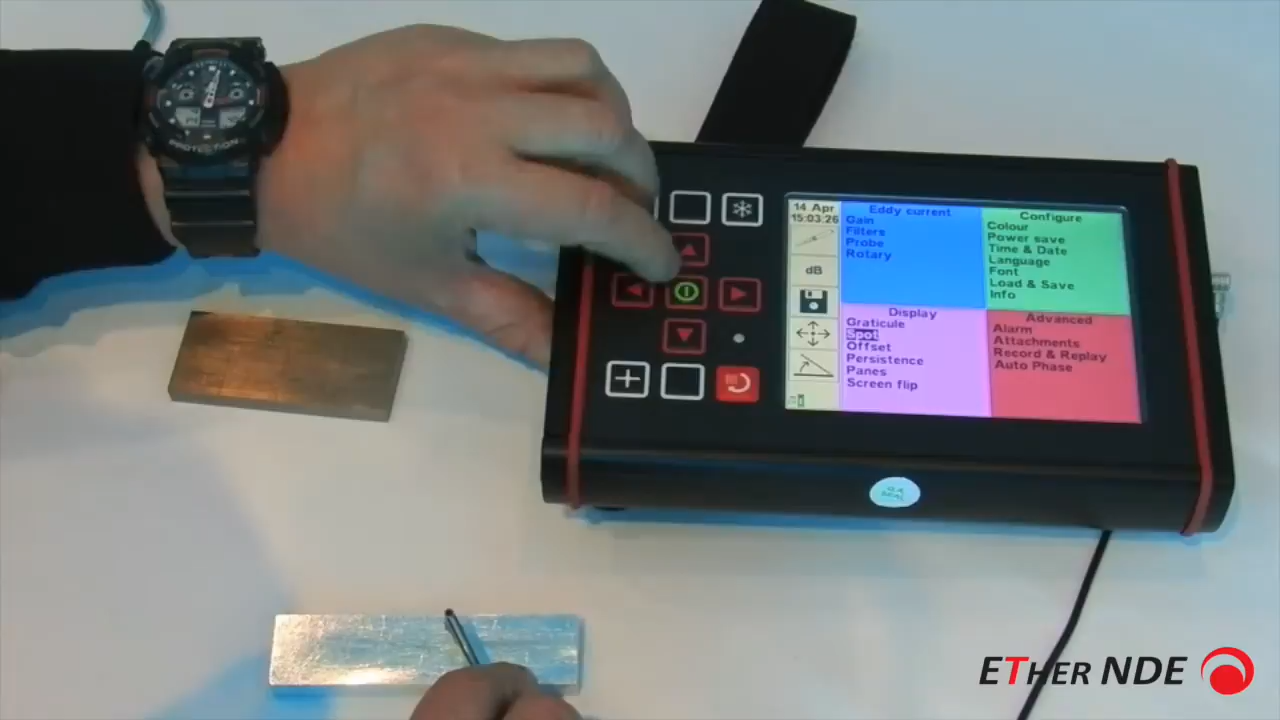 PROTECTION
14 Apr
15:03:26
dB
Eddy current
Gain
Filters
Probe
Rotary
Configure
Colour
Power save
Time & Date
Language
Font
Load & Save
Info
Display
Graticule
Spot
Offset
Persistence
Panes
Screen flip
Advanced
Alarm
Attachments
Record & Replay
Auto Phase
ETHER NDE